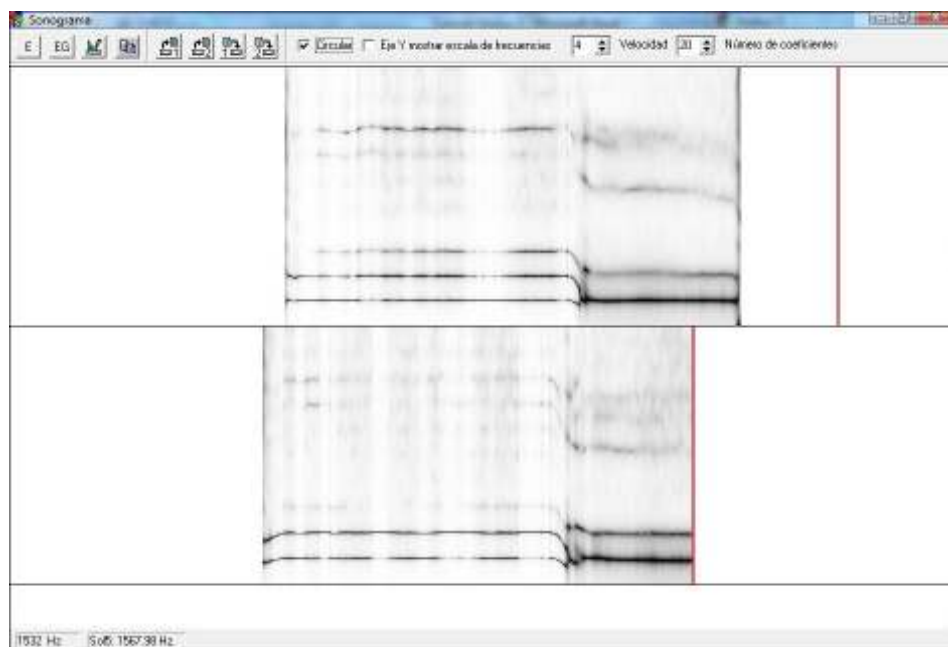 Sonograma
E EG Circular Eje Y mostrar escala de frecuencias 4 Velocidad 20 Número de coeficientes
1532 Hz Sol5: 1567.98 Hz